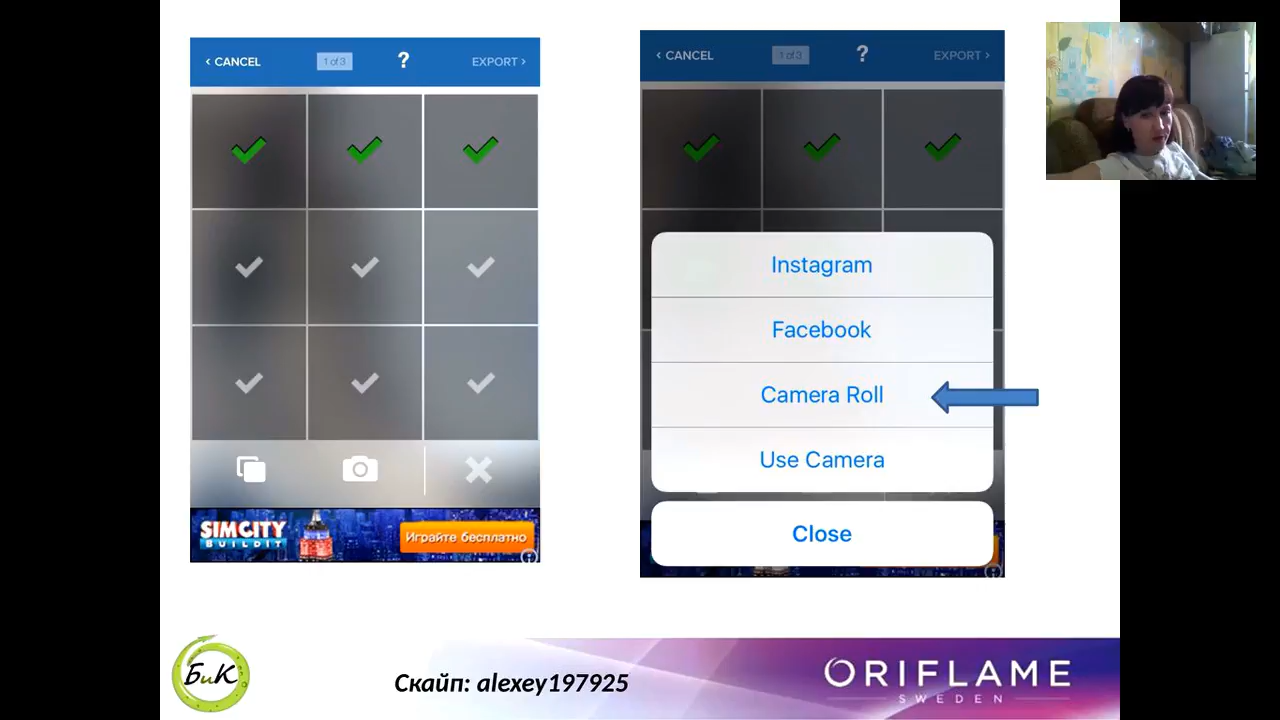 ‹ CANCEL
1 of 3
?
EXPORT ›
SIMCITY
BUILDIT
Играйте бесплатно
‹ CANCEL
1 of 3
?
EXPORT ›
Instagram
Facebook
Camera Roll
Use Camera
Close
БиК
Скайп: alexey197925
ORIFLAME
SWEDEN